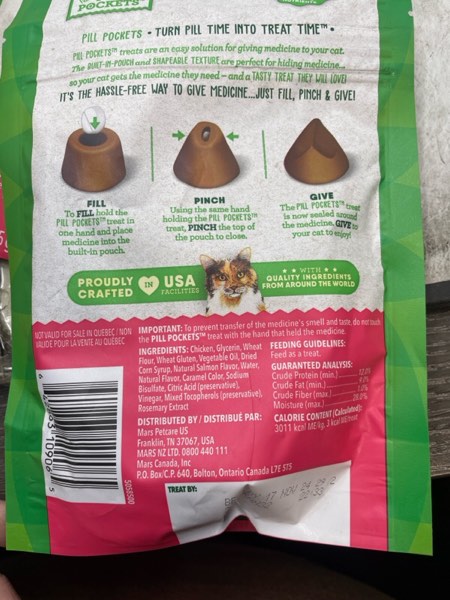 POCKETS
PILL POCKETS • TURN PILL TIME INTO TREAT TIME™ •
PILL POCKETS™ treats are an easy solution for giving medicine to your cat.
The BUILT-IN-POUCH and SHAPEABLE TEXTURE are perfect for hiding medicine...
so your cat gets the medicine they need – and a TASTY TREAT THEY WILL LOVE!
IT'S THE HASSLE-FREE WAY TO GIVE MEDICINE...JUST FILL, PINCH & GIVE!
FILL
To FILL hold the
PILL POCKETS™ treat in
one hand and place
medicine into the
built-in pouch.
PINCH
Using the same hand
holding the PILL POCKETS™
treat, PINCH the top of
the pouch to close.
GIVE
The PILL POCKETS™ treat
is now sealed around
the medicine, GIVE to
your cat to enjoy!
PROUDLY CRAFTED IN USA FACILITIES
★ ★ WITH ★ ★
QUALITY INGREDIENTS
FROM AROUND THE WORLD
NOT VALID FOR SALE IN QUEBEC / NON
VALIDE POUR LA VENTE AU QUÉBEC
IMPORTANT: To prevent transfer of the medicine's smell and taste, do not touch
the PILL POCKETS™ treat with the hand that held the medicine.
INGREDIENTS: Chicken, Glycerin, Wheat
Flour, Wheat Gluten, Vegetable Oil, Dried
Corn Syrup, Natural Salmon Flavor, Water,
Natural Flavor, Caramel Color, Sodium
Bisulfate, Citric Acid (preservative),
Vinegar, Mixed Tocopherols (preservative),
Rosemary Extract
FEEDING GUIDELINES:
Feed as a treat.
GUARANTEED ANALYSIS:
Crude Protein (min.)
Crude Fat (min.)
Crude Fiber (max.)
Moisture (max.)
CALORIE CONTENT (Calculated):
3011 kcal ME/kg, 3 kcal ME/treat
DISTRIBUTED BY / DISTRIBUÉ PAR:
Mars Petcare US
Franklin, TN 37067, USA
MARS NZ LTD. 0800 440 111
Mars Canada, Inc
P.O. Box/C.P. 640, Bolton, Ontario Canada L7E 5T5
TREAT BY: